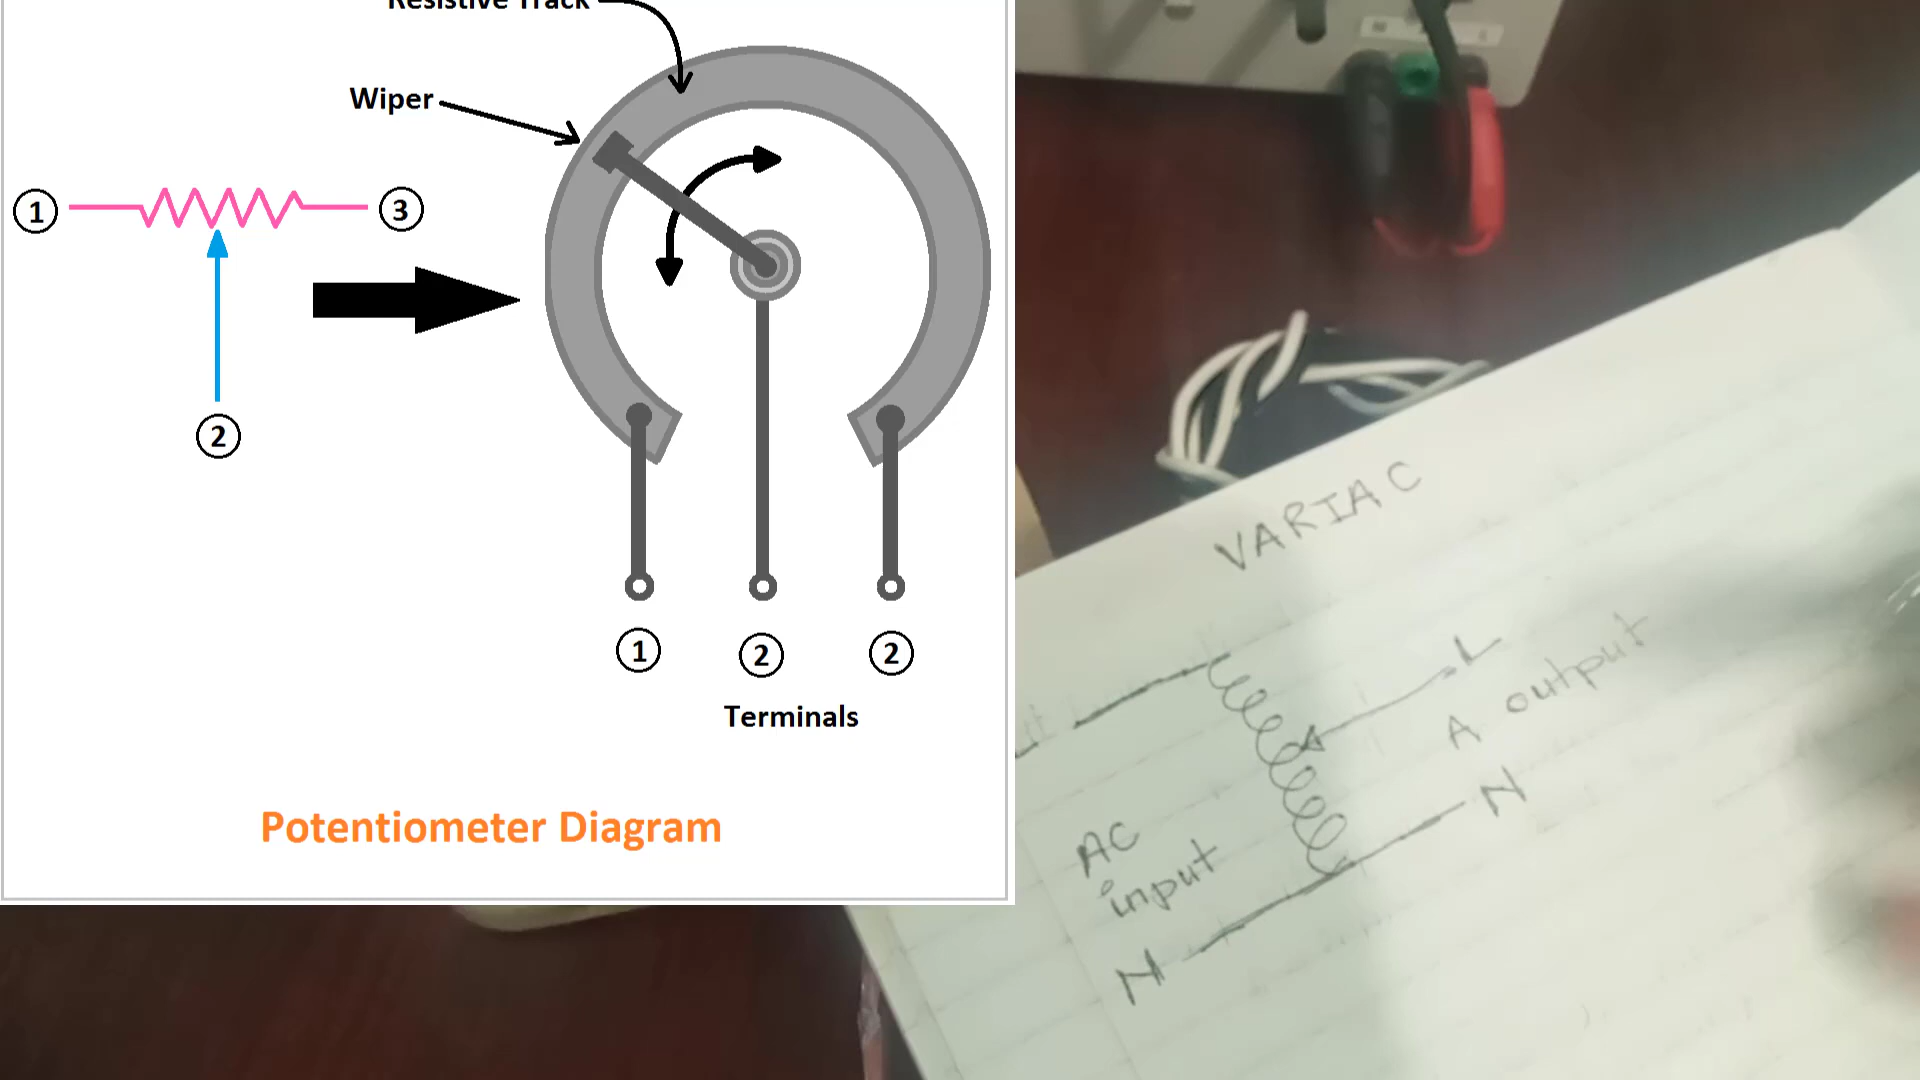 Resistive Track
Wiper
1
3
2
1
2
2
Terminals
Potentiometer Diagram
VARIAC
L
A output
AC
input
N
N